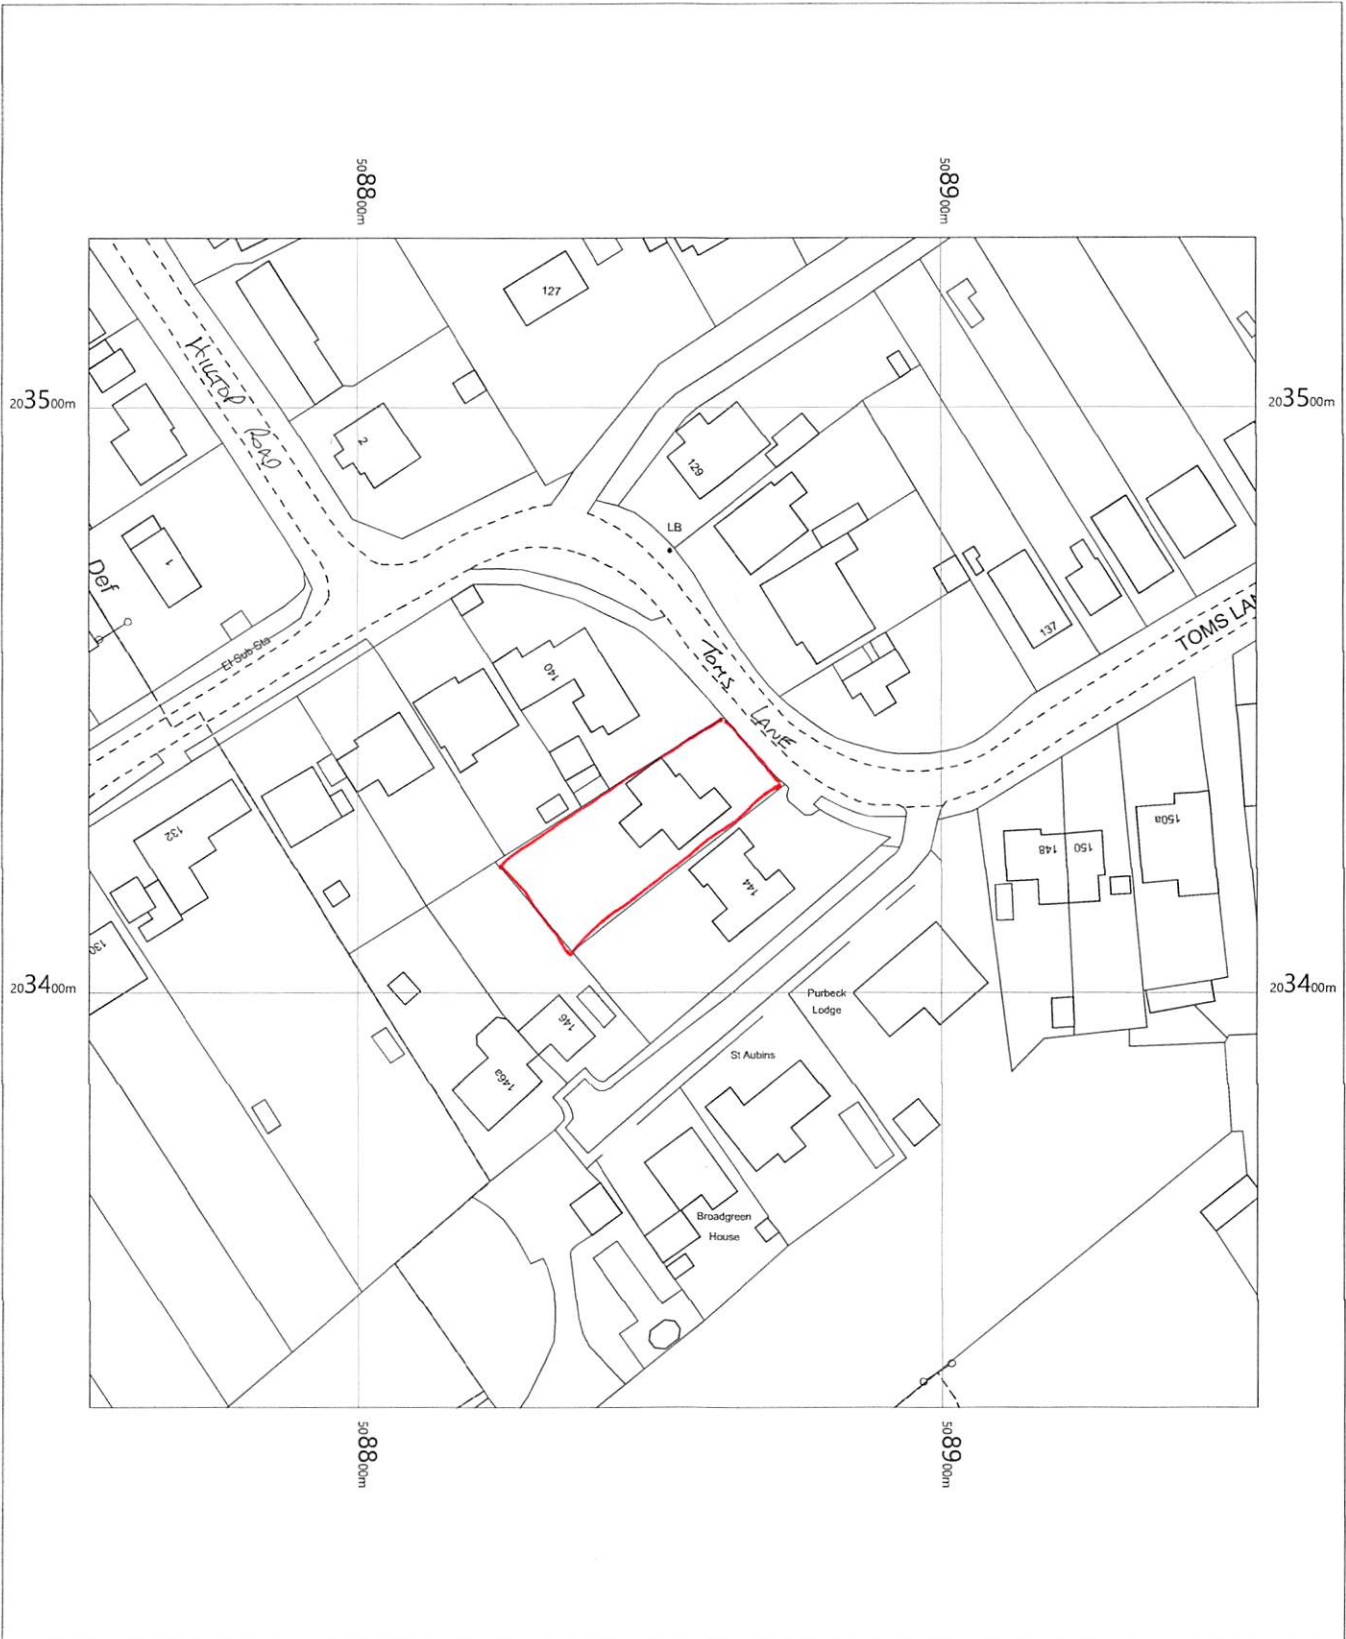 508800m
508900m
203500m
203500m
127
HILLTOP
ROAD
2
129
LB
1
Def
El Sub Sta
137
TOMS LAN
TOMS
LANE
140
132
130
144
148
150
150a
203400m
203400m
Purbeck
Lodge
146
St Aubins
146a
Broadgreen
House
508800m
508900m